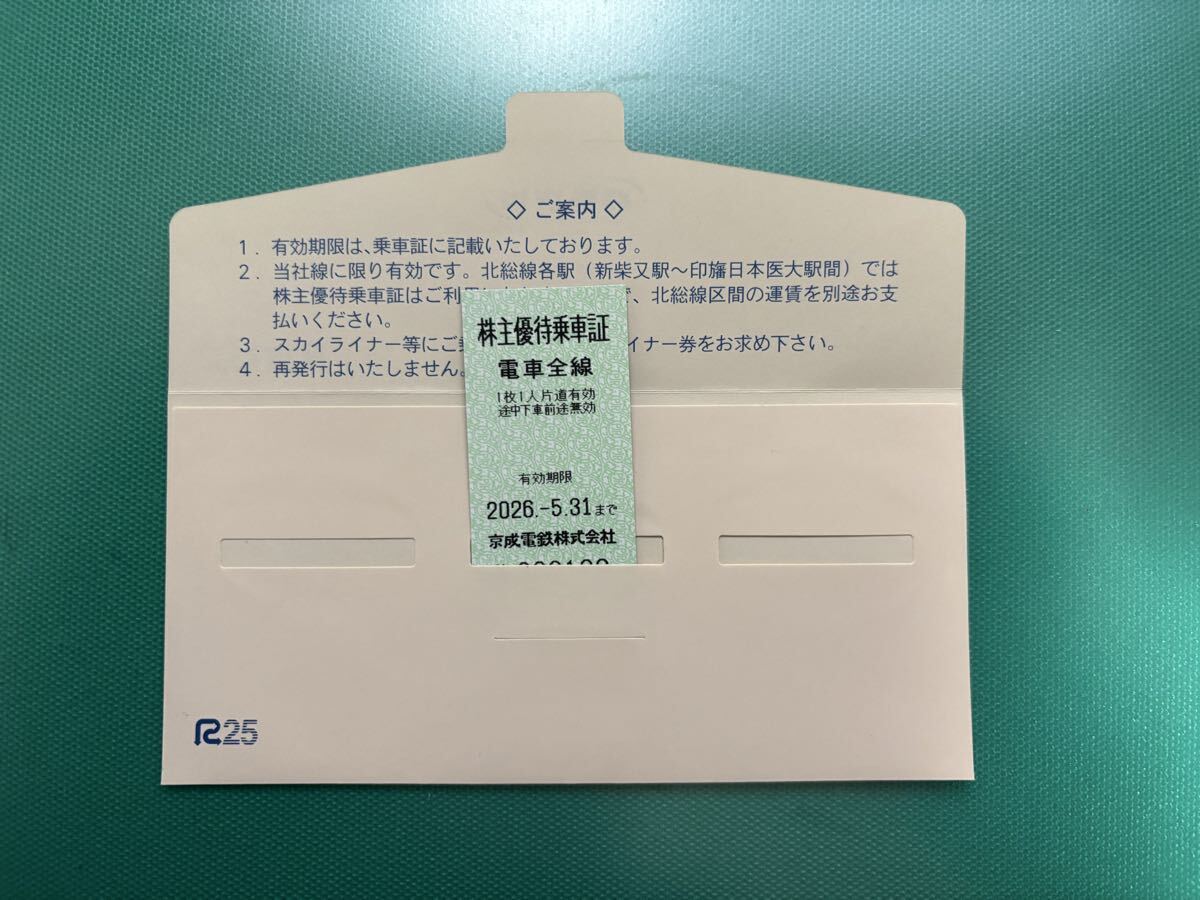 ◇ ご案内 ◇
1. 有効期限は、乗車証に記載いたしております。
2. 当社線に限り有効です。北総線各駅(新柴又駅～印旛日本医大駅間)では
株主優待乗車証はご利用 、北総線区間の運賃を別途お支
払いください。
3. スカイライナー等にご イナー券をお求め下さい。
4. 再発行はいたしません。
株主優待乗車証
電車全線
1枚1人片道有効
途中下車前途無効
有効期限
2026.-5.31まで
京成電鉄株式会社
R25